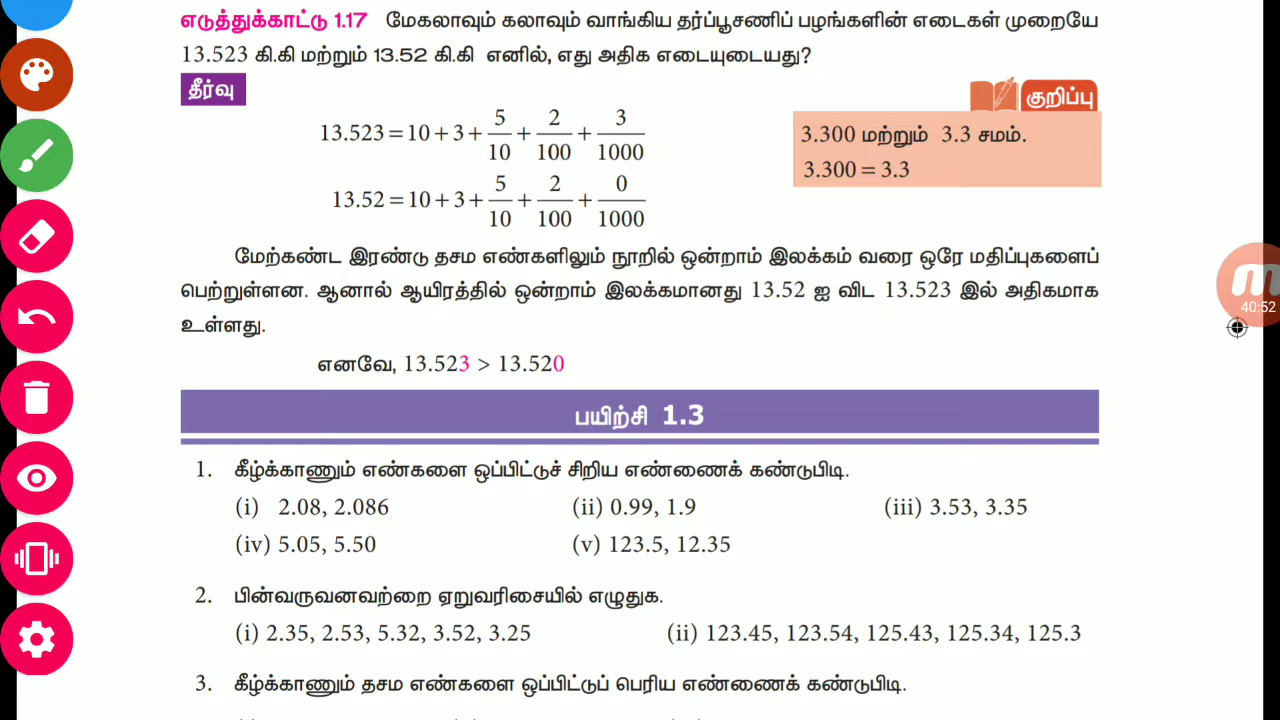 எடுத்துக்காட்டு 1.17 மேகலாவும் கலாவும் வாங்கிய தர்ப்பூசணிப் பழங்களின் எடைகள் முறையே
13.523 கி.கி மற்றும் 13.52 கி.கி எனில், எது அதிக எடையுடையது?
தீர்வு
13.523 = 10 + 3 + 5/10 + 2/100 + 3/1000
13.52 = 10 + 3 + 5/10 + 2/100 + 0/1000
குறிப்பு
3.300 மற்றும் 3.3 சமம்.
3.300 = 3.3
மேற்கண்ட இரண்டு தசம எண்களிலும் நூறில் ஒன்றாம் இலக்கம் வரை ஒரே மதிப்புகளைப்
பெற்றுள்ளன. ஆனால் ஆயிரத்தில் ஒன்றாம் இலக்கமானது 13.52 ஐ விட 13.523 இல் அதிகமாக
உள்ளது.
எனவே, 13.523 > 13.520
40:52
பயிற்சி 1.3
1. கீழ்க்காணும் எண்களை ஒப்பிட்டுச் சிறிய எண்ணைக் கண்டுபிடி.
(i) 2.08, 2.086 (ii) 0.99, 1.9 (iii) 3.53, 3.35
(iv) 5.05, 5.50 (v) 123.5, 12.35
2. பின்வருவனவற்றை ஏறுவரிசையில் எழுதுக.
(i) 2.35, 2.53, 5.32, 3.52, 3.25 (ii) 123.45, 123.54, 125.43, 125.34, 125.3
3. கீழ்க்காணும் தசம எண்களை ஒப்பிட்டுப் பெரிய எண்ணைக் கண்டுபிடி.